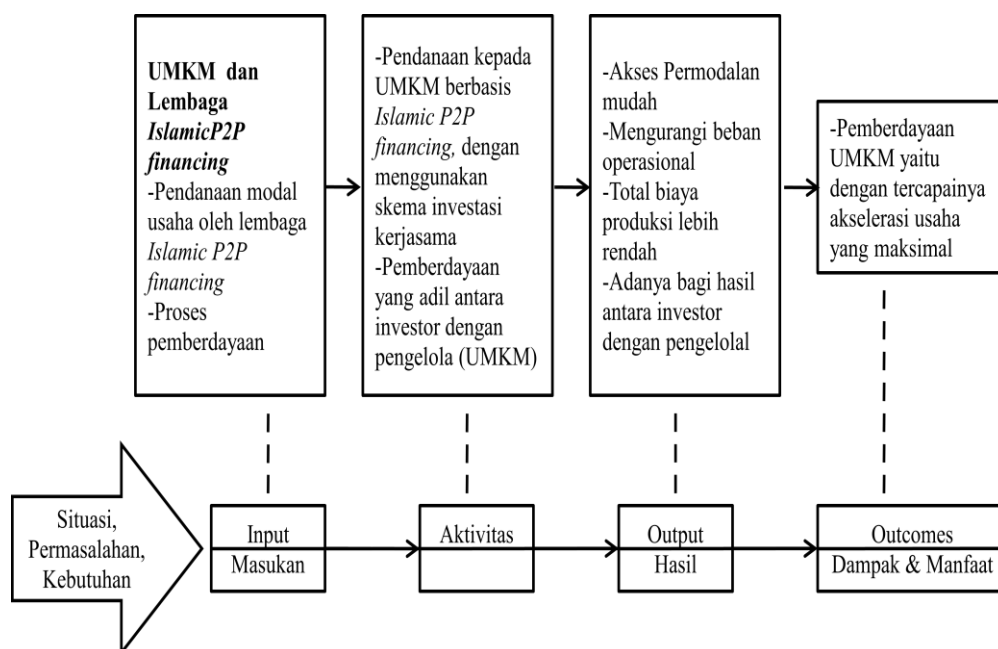 UMKM dan
Lembaga
IslamicP2P
financing
-Pendanaan modal
usaha oleh lembaga
Islamic P2P
financing
-Proses
pemberdayaan
-Pendanaan kepada
UMKM berbasis
Islamic P2P
financing, dengan
menggunakan
skema investasi
kerjasama
-Pemberdayaan
yang adil antara
investor dengan
pengelola (UMKM)
-Akses Permodalan
mudah
-Mengurangi beban
operasional
-Total biaya
produksi lebih
rendah
-Adanya bagi hasil
antara investor
dengan pengelolal
-Pemberdayaan
UMKM yaitu
dengan tercapainya
akselerasi usaha
yang maksimal
Situasi,
Permasalahan,
Kebutuhan
Input
Masukan
Aktivitas
Output
Hasil
Outcomes
Dampak & Manfaat